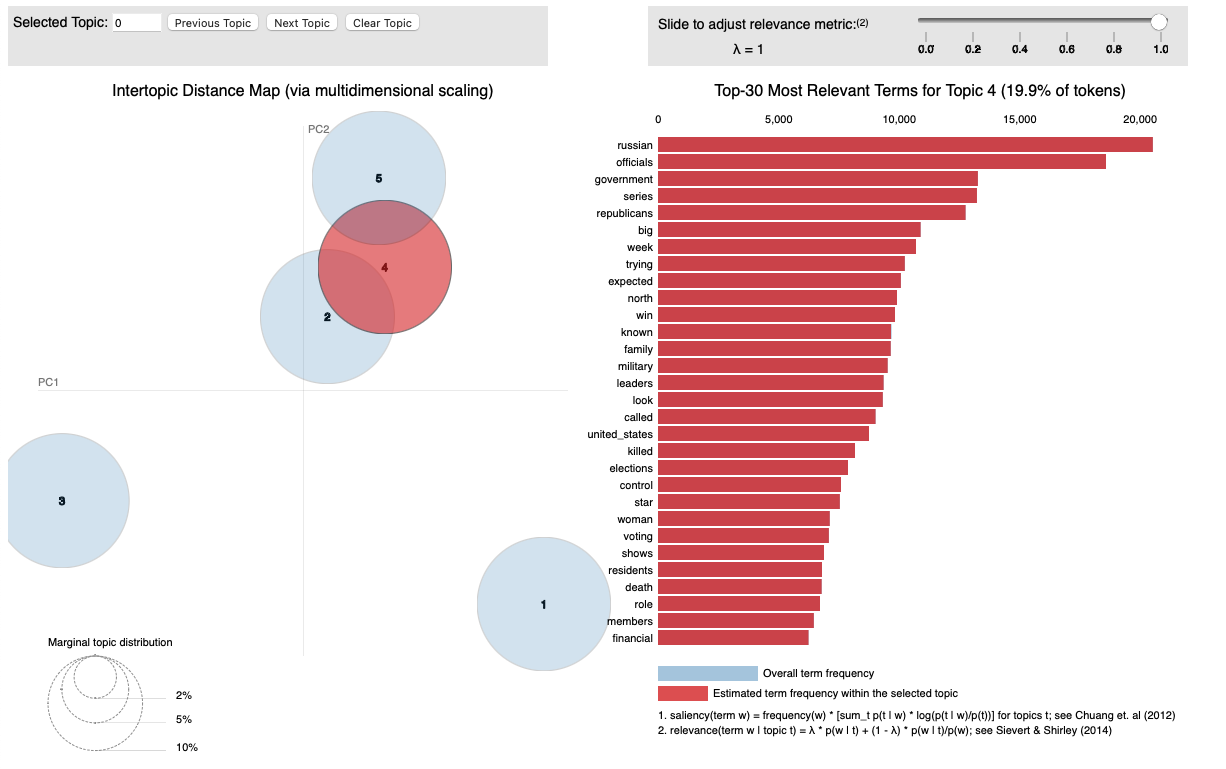 Selected Topic: 0 Previous Topic Next Topic Clear Topic
Slide to adjust relevance metric:(2)
λ = 1
0.0 0.2 0.4 0.6 0.8 1.0
Intertopic Distance Map (via multidimensional scaling)
PC2
PC1
5
4
2
3
1
Marginal topic distribution
2%
5%
10%
Top-30 Most Relevant Terms for Topic 4 (19.9% of tokens)
0 5,000 10,000 15,000 20,000
russian
officials
government
series
republicans
big
week
trying
expected
north
win
known
family
military
leaders
look
called
united_states
killed
elections
control
star
woman
voting
shows
residents
death
role
members
financial
Overall term frequency
Estimated term frequency within the selected topic
1. saliency(term w) = frequency(w) * [sum_t p(t | w) * log(p(t | w)/p(t))] for topics t; see Chuang et. al (2012)
2. relevance(term w | topic t) = λ * p(w | t) + (1 - λ) * p(w | t)/p(w); see Sievert & Shirley (2014)